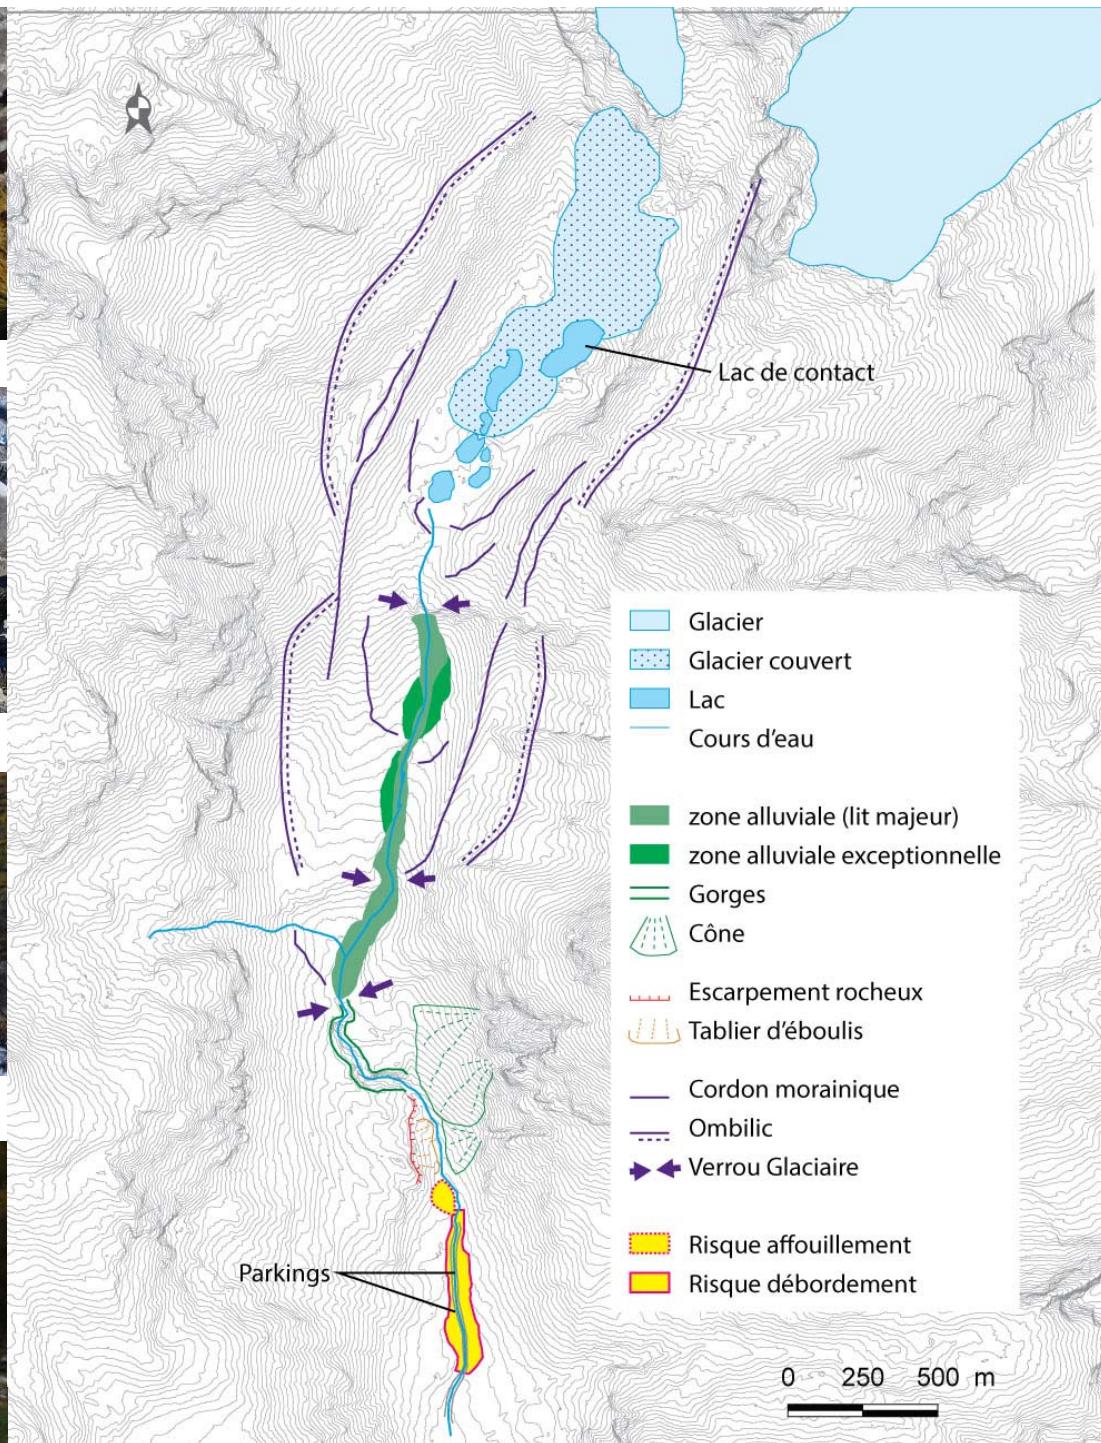 Lac de contact
Glacier
Glacier couvert
Lac
Cours d'eau
zone alluviale (lit majeur)
zone alluviale exceptionnelle
Gorges
Cône
Escarpement rocheux
Tablier d'éboulis
Cordon morainique
Ombilic
Verrou Glaciaire
Risque affouillement
Risque débordement
Parkings
0 250 500 m